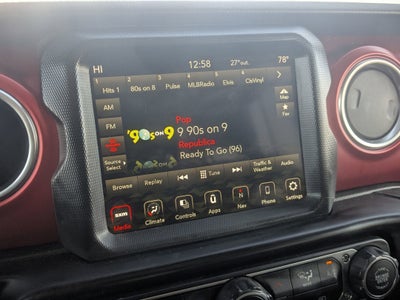 HI 12:58 27°out. 78°
1 2 3 4 5 6
Hits 1 80s on 8 Pulse MLBRadio Elvis ClsVinyl
AM
Map
FM
Fav
Pop
'90s on 9 9 90s on 9
Republica
Ready To Go (96)
Source
Select
Browse Replay Tune Traffic &
Weather Audio
Media Climate Controls Apps Nav Phone Settings